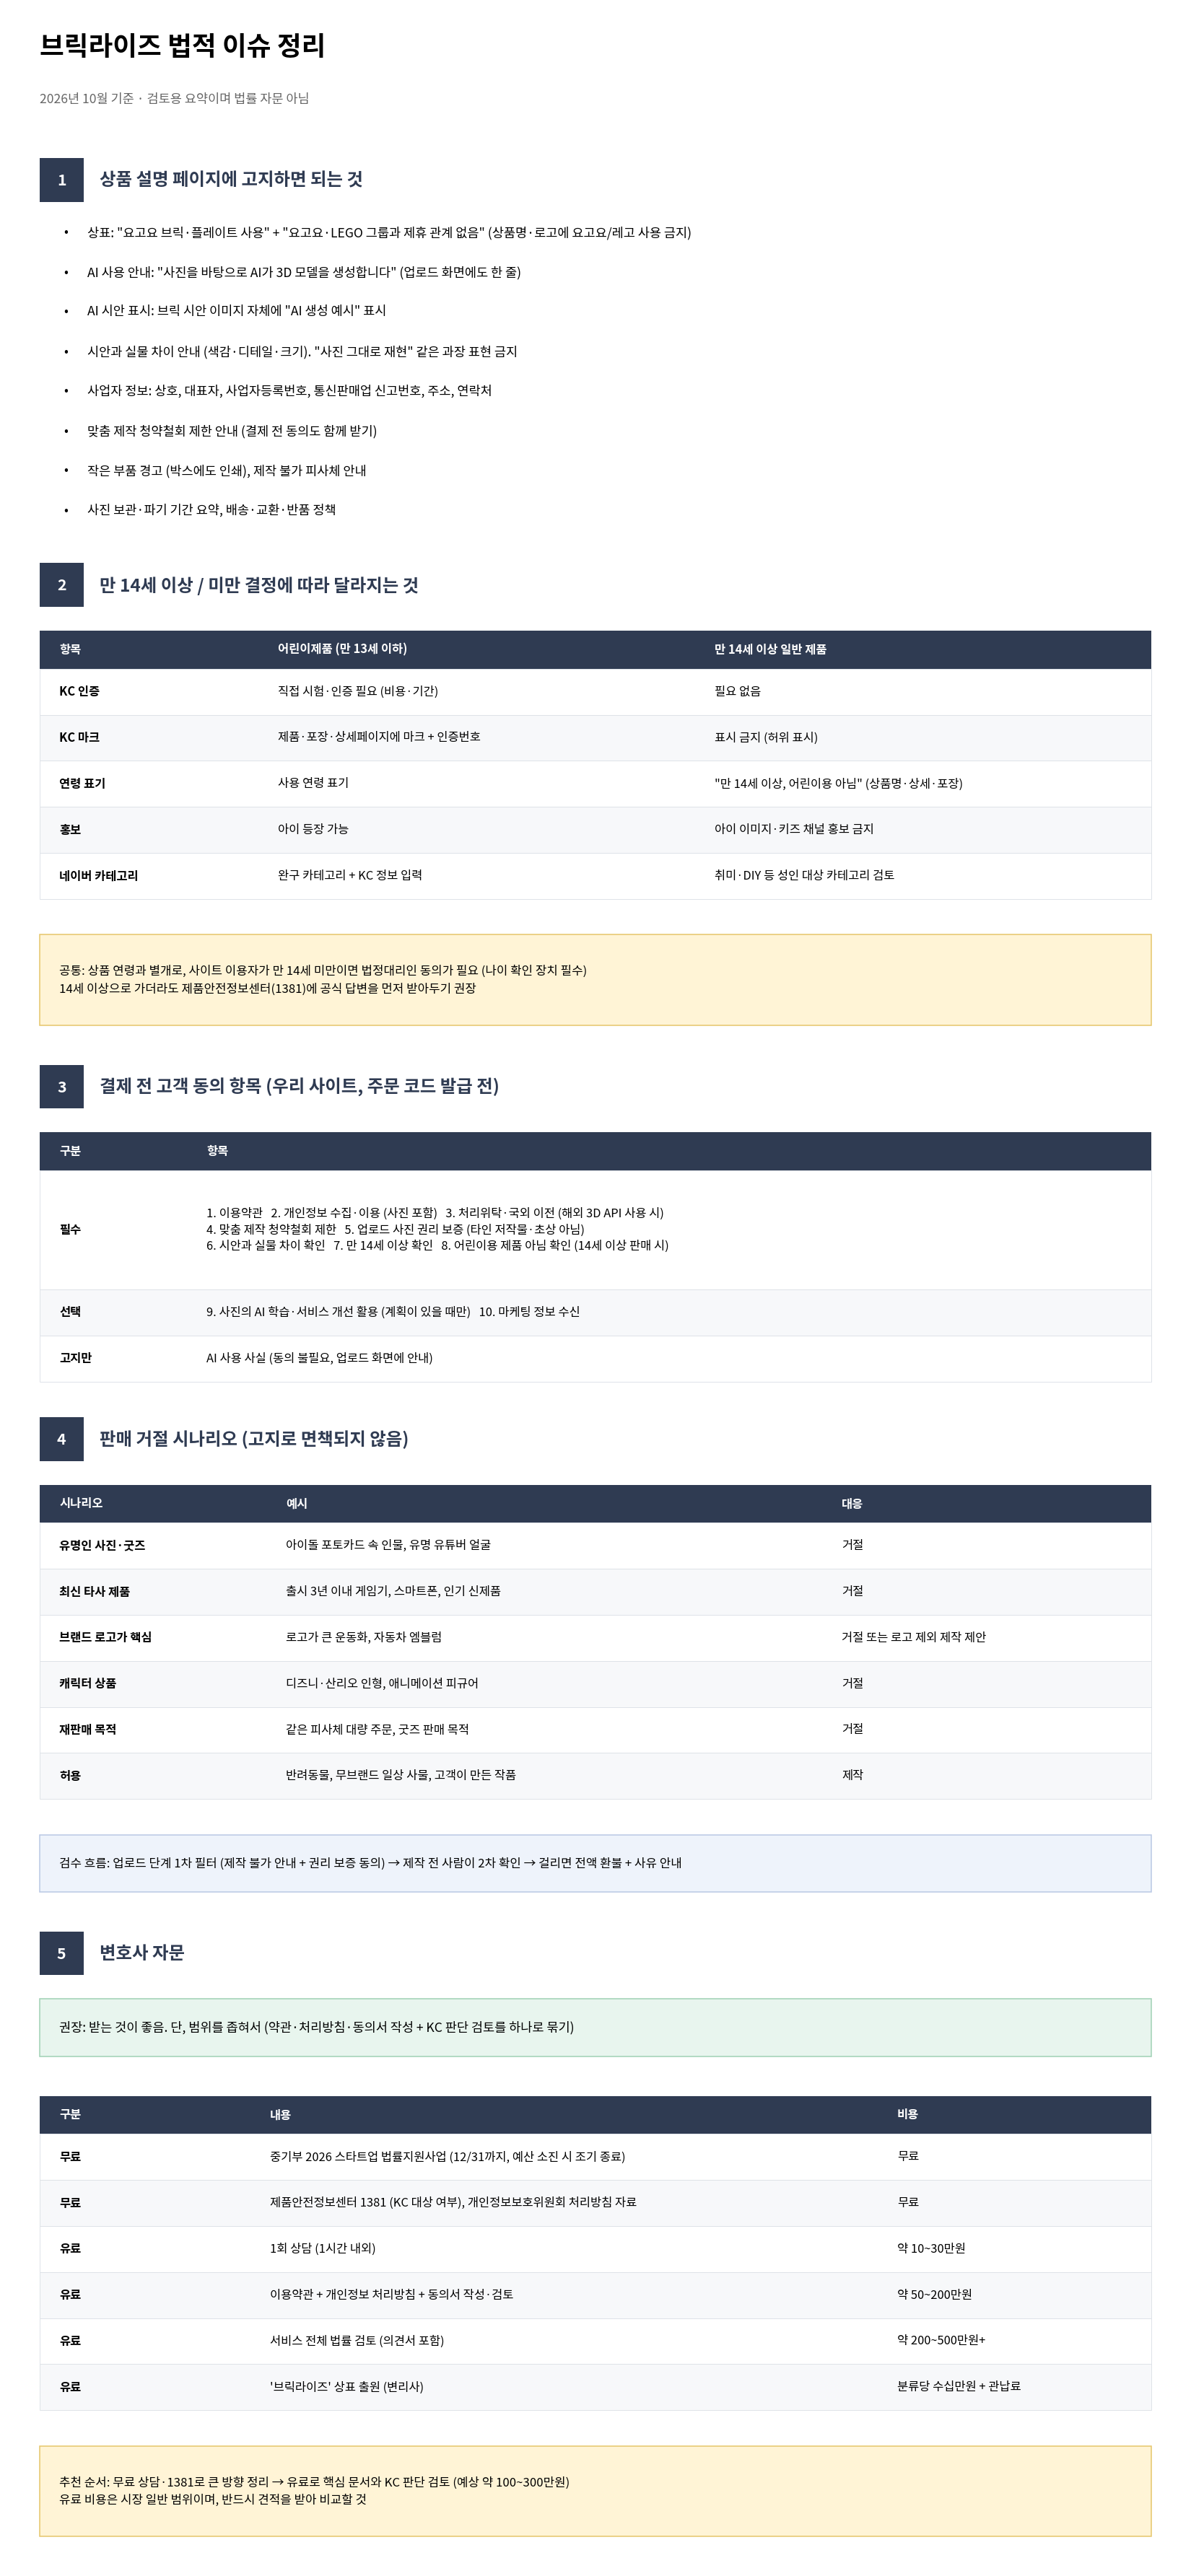 브릭라이즈 법적 이슈 정리
2026년 10월 기준 · 검토용 요약이며 법률 자문 아님
1 상품 설명 페이지에 고지하면 되는 것
• 상표: "요고요 브릭·플레이트 사용" + "요고요·LEGO 그룹과 제휴 관계 없음" (상품명·로고에 요고요/레고 사용 금지)
• AI 사용 안내: "사진을 바탕으로 AI가 3D 모델을 생성합니다" (업로드 화면에도 한 줄)
• AI 시안 표시: 브릭 시안 이미지 자체에 "AI 생성 예시" 표시
• 시안과 실물 차이 안내 (색감·디테일·크기). "사진 그대로 재현" 같은 과장 표현 금지
• 사업자 정보: 상호, 대표자, 사업자등록번호, 통신판매업 신고번호, 주소, 연락처
• 맞춤 제작 청약철회 제한 안내 (결제 전 동의도 함께 받기)
• 작은 부품 경고 (박스에도 인쇄), 제작 불가 피사체 안내
• 사진 보관·파기 기간 요약, 배송·교환·반품 정책
2 만 14세 이상 / 미만 결정에 따라 달라지는 것
항목 어린이제품 (만 13세 이하) 만 14세 이상 일반 제품
KC 인증 직접 시험·인증 필요 (비용·기간) 필요 없음
KC 마크 제품·포장·상세페이지에 마크 + 인증번호 표시 금지 (허위 표시)
연령 표기 사용 연령 표기 "만 14세 이상, 어린이용 아님" (상품명·상세·포장)
홍보 아이 등장 가능 아이 이미지·키즈 채널 홍보 금지
네이버 카테고리 완구 카테고리 + KC 정보 입력 취미·DIY 등 성인 대상 카테고리 검토
공통: 상품 연령과 별개로, 사이트 이용자가 만 14세 미만이면 법정대리인 동의가 필요 (나이 확인 장치 필수)
14세 이상으로 가더라도 제품안전정보센터(1381)에 공식 답변을 먼저 받아두기 권장
3 결제 전 고객 동의 항목 (우리 사이트, 주문 코드 발급 전)
구분 항목
필수 1. 이용약관 2. 개인정보 수집·이용 (사진 포함) 3. 처리위탁·국외 이전 (해외 3D API 사용 시)
4. 맞춤 제작 청약철회 제한 5. 업로드 사진 권리 보증 (타인 저작물·초상 아님)
6. 시안과 실물 차이 확인 7. 만 14세 이상 확인 8. 어린이용 제품 아님 확인 (14세 이상 판매 시)
선택 9. 사진의 AI 학습·서비스 개선 활용 (계획이 있을 때만) 10. 마케팅 정보 수신
고지만 AI 사용 사실 (동의 불필요, 업로드 화면에 안내)
4 판매 거절 시나리오 (고지로 면책되지 않음)
시나리오 예시 대응
유명인 사진·굿즈 아이돌 포토카드 속 인물, 유명 유튜버 얼굴 거절
최신 타사 제품 출시 3년 이내 게임기, 스마트폰, 인기 신제품 거절
브랜드 로고가 핵심 로고가 큰 운동화, 자동차 엠블럼 거절 또는 로고 제외 제작 제안
캐릭터 상품 디즈니·산리오 인형, 애니메이션 피규어 거절
재판매 목적 같은 피사체 대량 주문, 굿즈 판매 목적 거절
허용 반려동물, 무브랜드 일상 사물, 고객이 만든 작품 제작
검수 흐름: 업로드 단계 1차 필터 (제작 불가 안내 + 권리 보증 동의) → 제작 전 사람이 2차 확인 → 걸리면 전액 환불 + 사유 안내
5 변호사 자문
권장: 받는 것이 좋음. 단, 범위를 좁혀서 (약관·처리방침·동의서 작성 + KC 판단 검토를 하나로 묶기)
구분 내용 비용
무료 중기부 2026 스타트업 법률지원사업 (12/31까지, 예산 소진 시 조기 종료) 무료
무료 제품안전정보센터 1381 (KC 대상 여부), 개인정보보호위원회 처리방침 자료 무료
유료 1회 상담 (1시간 내외) 약 10~30만원
유료 이용약관 + 개인정보 처리방침 + 동의서 작성·검토 약 50~200만원
유료 서비스 전체 법률 검토 (의견서 포함) 약 200~500만원+
유료 '브릭라이즈' 상표 출원 (변리사) 분류당 수십만원 + 관납료
추천 순서: 무료 상담·1381로 큰 방향 정리 → 유료로 핵심 문서와 KC 판단 검토 (예상 약 100~300만원)
유료 비용은 시장 일반 범위이며, 반드시 견적을 받아 비교할 것